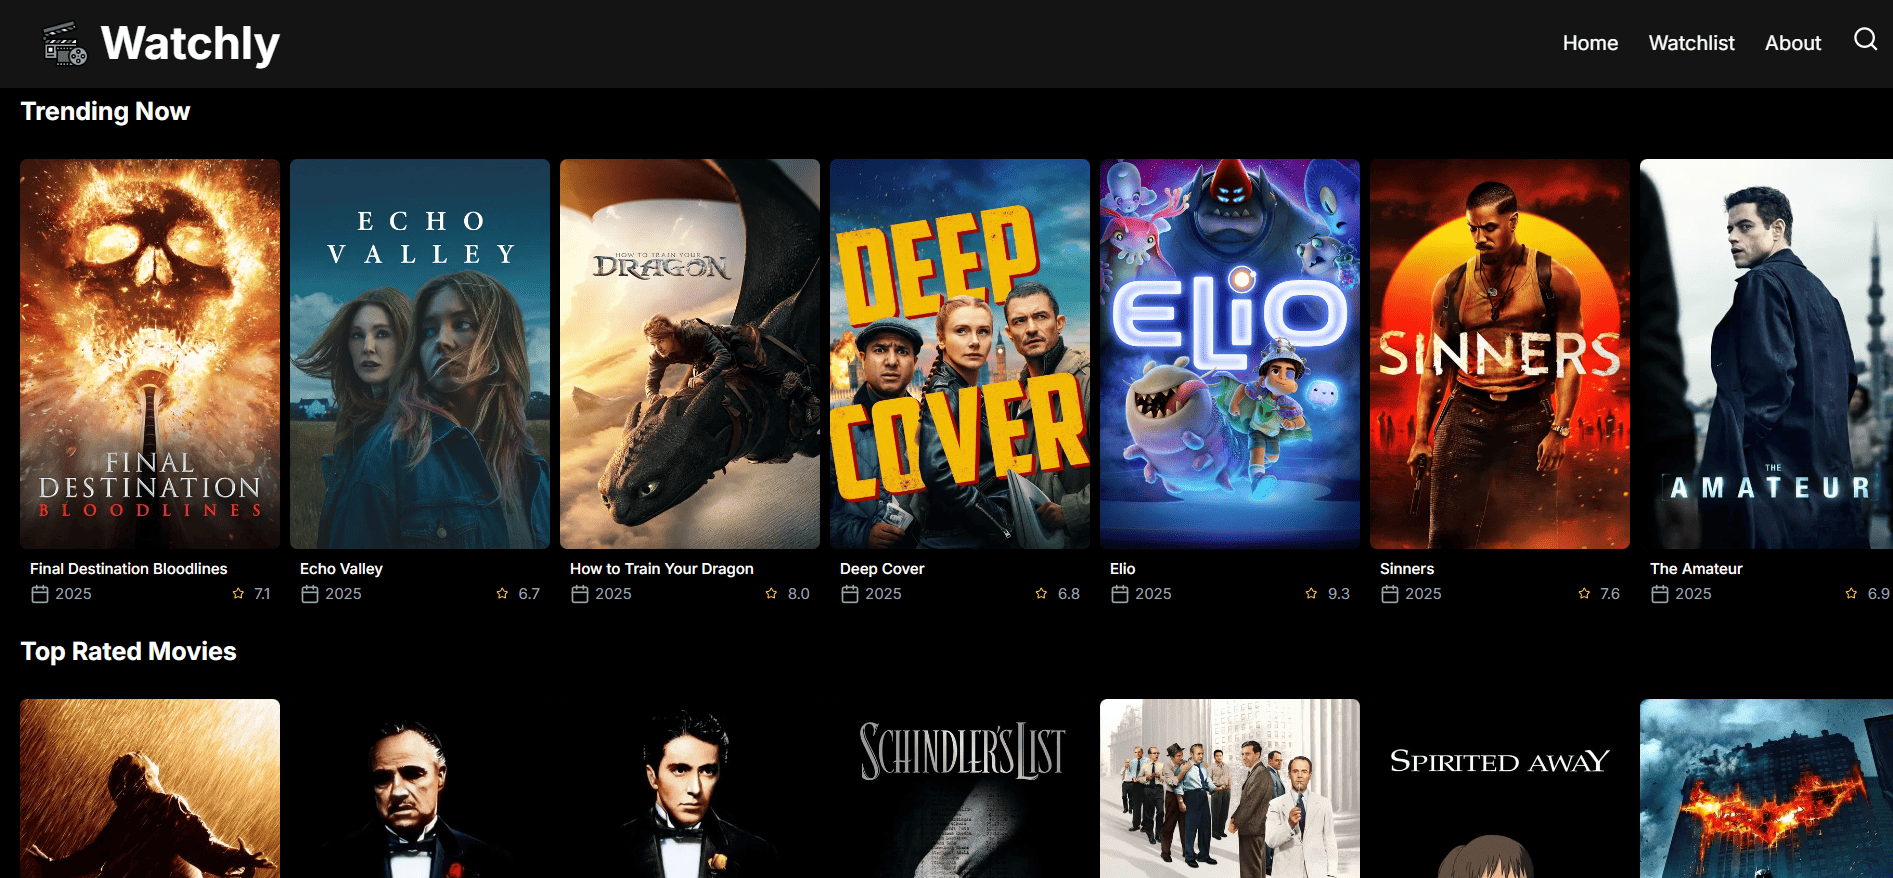 Watchly
Home
Watchlist
About
Trending Now
FINAL
DESTINATION
BLOODLINES
ECHO
VALLEY
HOW TO TRAIN YOUR
DRAGON
DEEP
COVER
ELIO
SINNERS
THE
AMATEUR
Final Destination Bloodlines
2025
7.1
Echo Valley
2025
6.7
How to Train Your Dragon
2025
8.0
Deep Cover
2025
6.8
Elio
2025
9.3
Sinners
2025
7.6
The Amateur
2025
6.9
Top Rated Movies
SCHINDLER'S LIST
SPIRITED AWAY